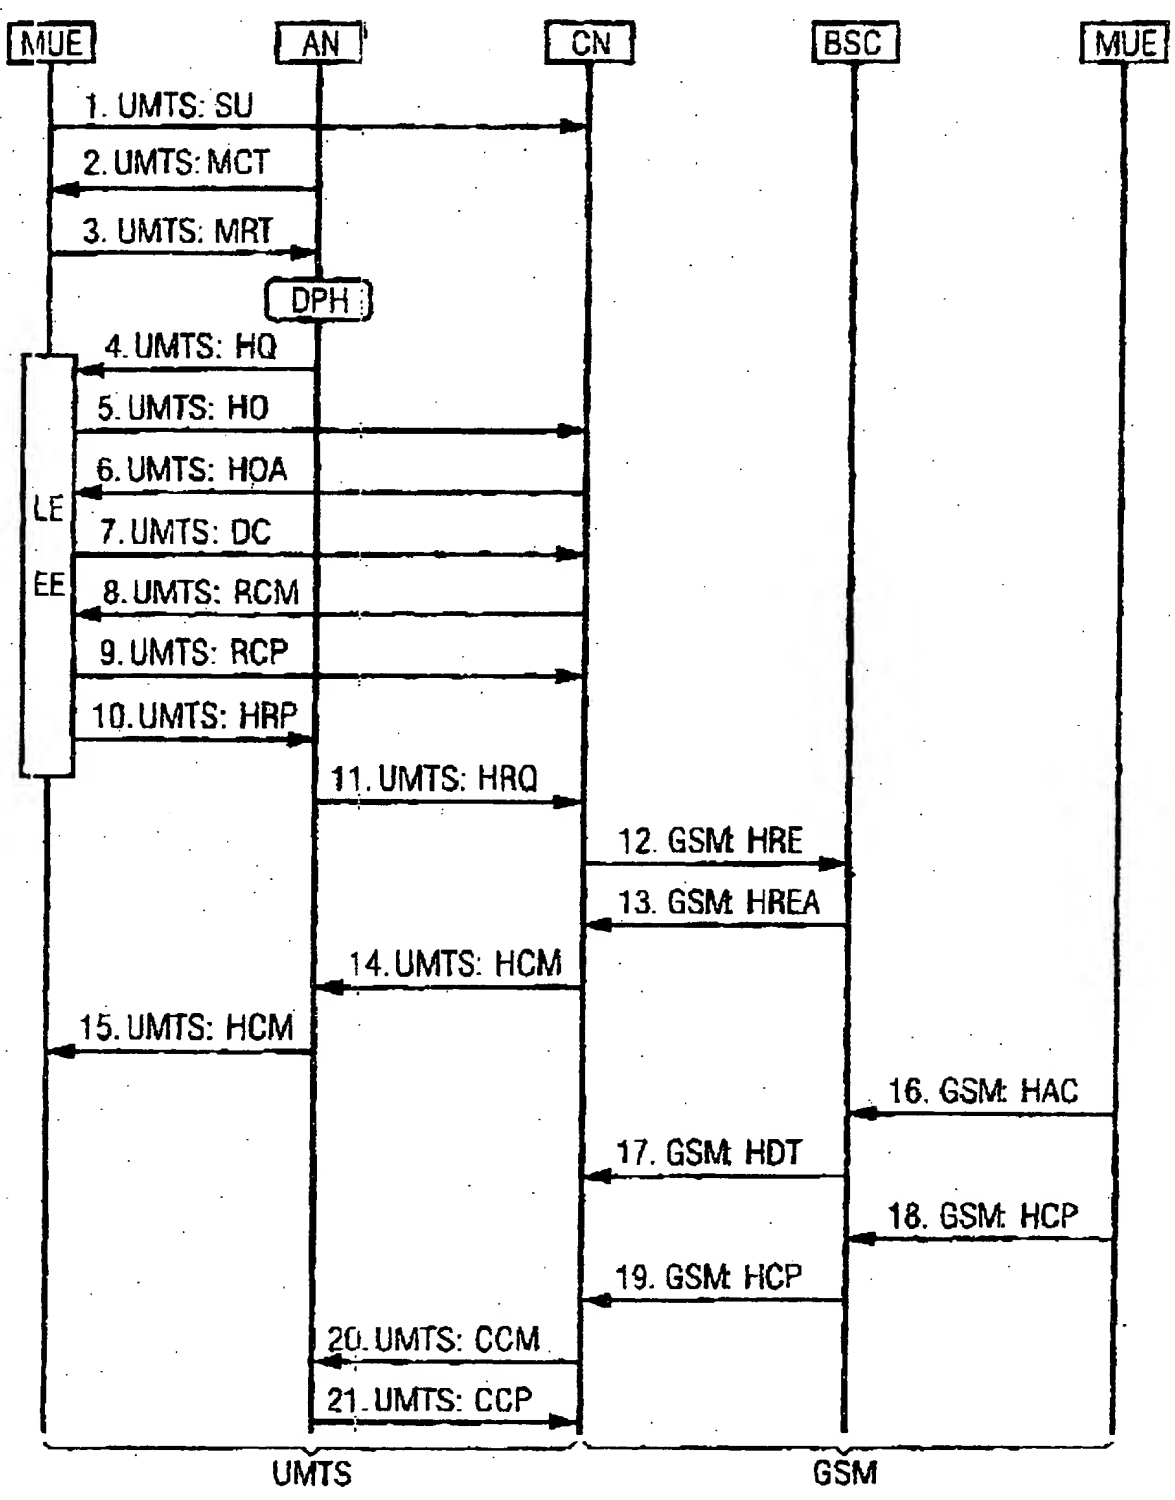 MUE AN CN BSC MUE
1. UMTS: SU
2. UMTS: MCT
3. UMTS: MRT
DPH
4. UMTS: HQ
5. UMTS: HO
6. UMTS: HOA
LE
7. UMTS: DC
EE
8. UMTS: RCM
9. UMTS: RCP
10. UMTS: HRP
11. UMTS: HRQ
12. GSM: HRE
13. GSM: HREA
14. UMTS: HCM
15. UMTS: HCM
16. GSM: HAC
17. GSM: HDT
18. GSM: HCP
19. GSM: HCP
20. UMTS: CCM
21. UMTS: CCP
UMTS GSM